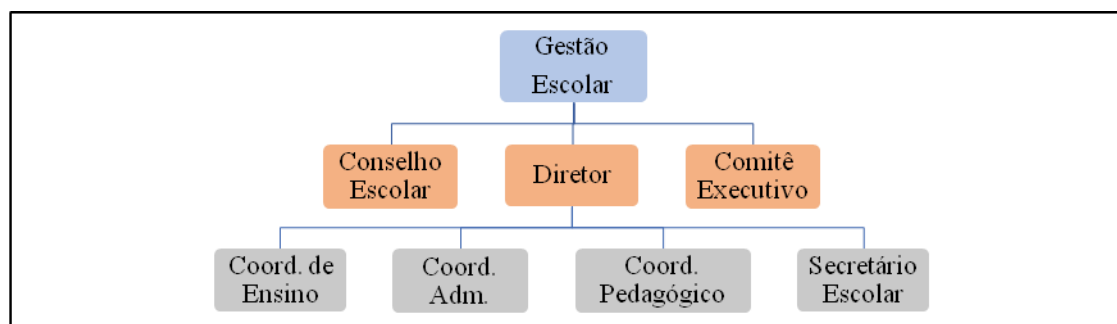 Gestão
Escolar
Conselho
Escolar
Diretor
Comitê
Executivo
Coord. de
Ensino
Coord.
Adm.
Coord.
Pedagógico
Secretário
Escolar